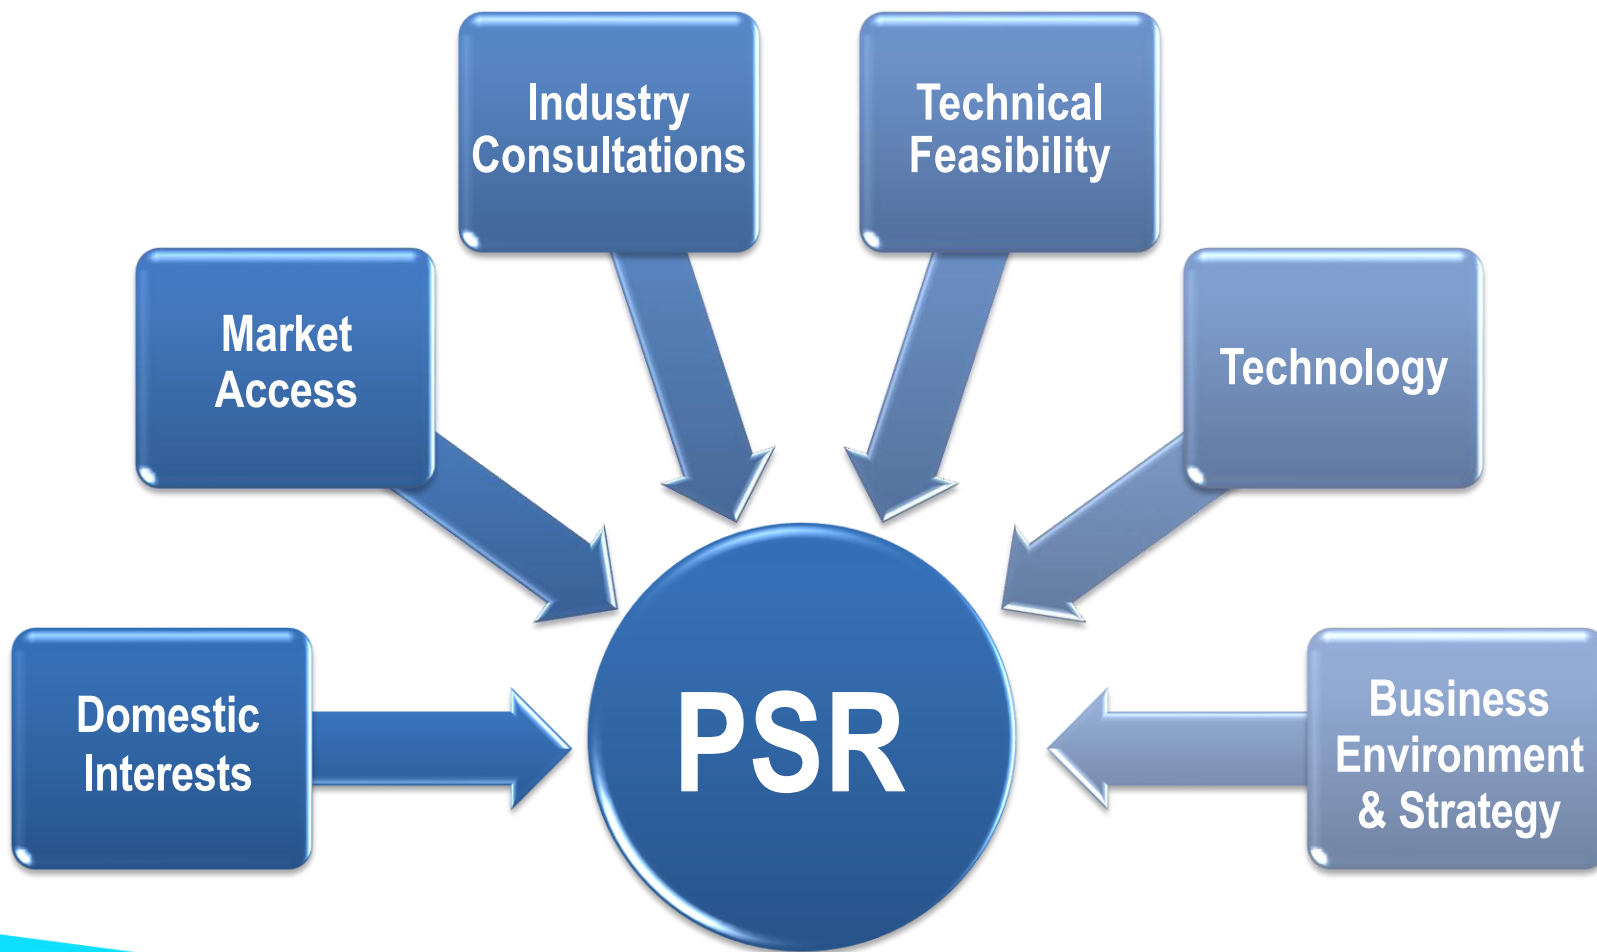 Industry
Consultations
Technical
Feasibility
Market
Access
Technology
Domestic
Interests
PSR
Business
Environment
& Strategy